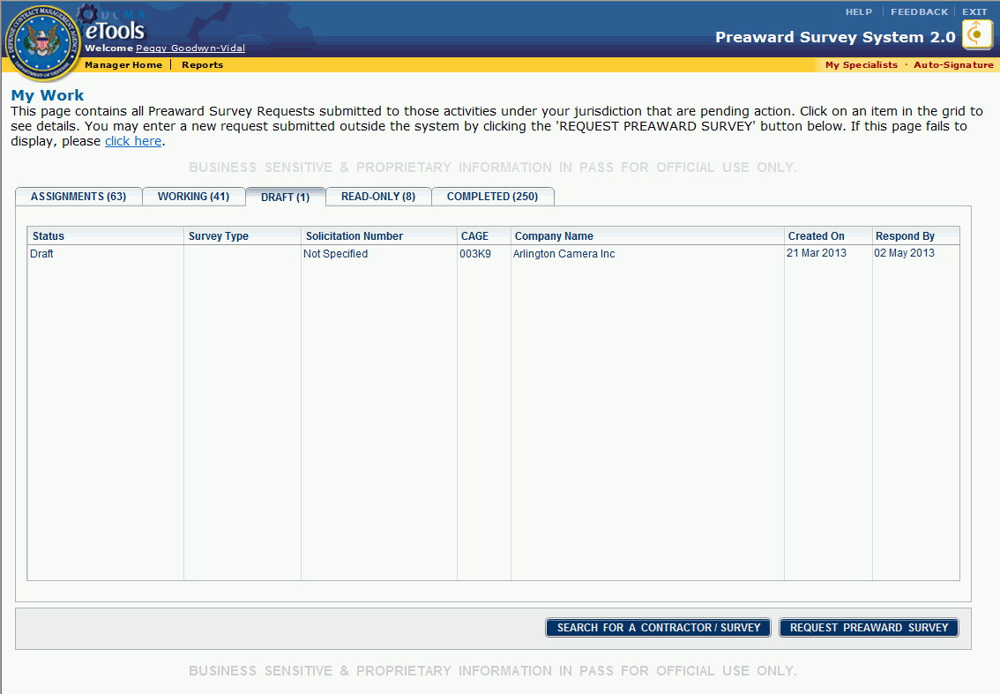 HELP | FEEDBACK | EXIT
DCMA
eTools
Preaward Survey System 2.0
Welcome Peggy Goodwyn-Vidal
Manager Home | Reports
My Specialists · Auto-Signature
My Work
This page contains all Preaward Survey Requests submitted to those activities under your jurisdiction that are pending action. Click on an item in the grid to
see details. You may enter a new request submitted outside the system by clicking the 'REQUEST PREAWARD SURVEY' button below. If this page fails to
display, please click here.
BUSINESS SENSITIVE & PROPRIETARY INFORMATION IN PASS FOR OFFICIAL USE ONLY.
ASSIGNMENTS (63) WORKING (41) DRAFT (1) READ-ONLY (8) COMPLETED (250)
Status Survey Type Solicitation Number CAGE Company Name Created On Respond By
Draft Not Specified 003K9 Arlington Camera Inc 21 Mar 2013 02 May 2013
SEARCH FOR A CONTRACTOR / SURVEY REQUEST PREAWARD SURVEY
BUSINESS SENSITIVE & PROPRIETARY INFORMATION IN PASS FOR OFFICIAL USE ONLY.